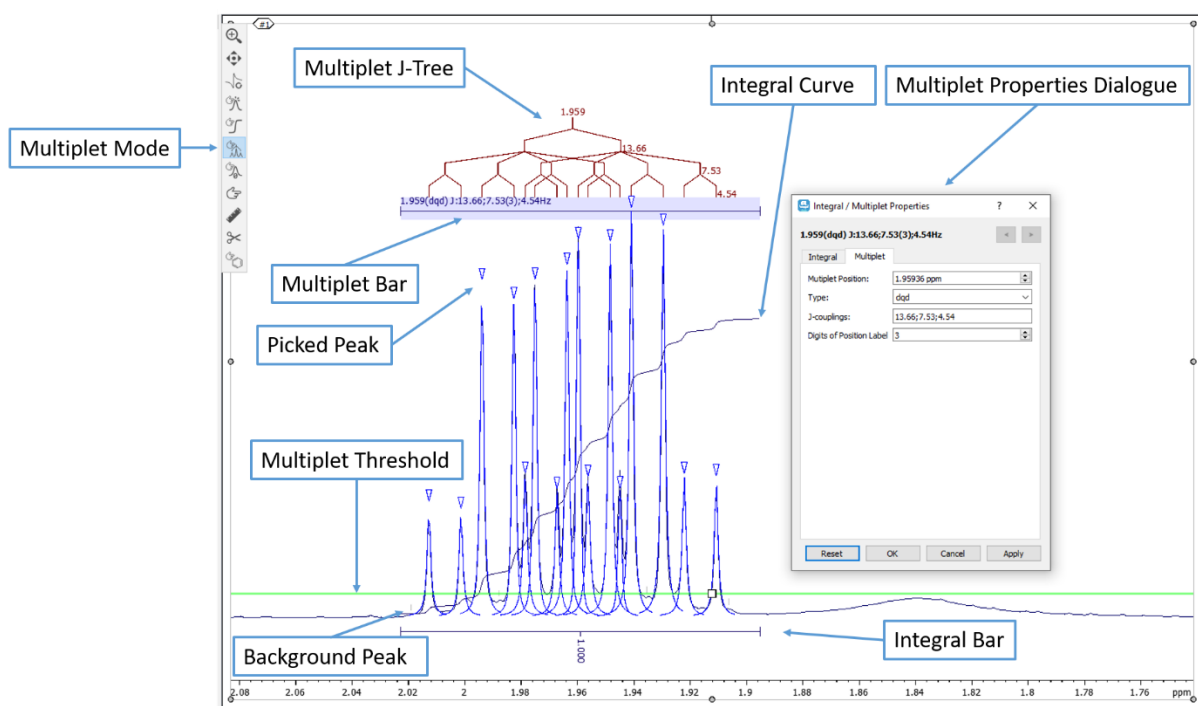 #1
Multiplet J-Tree
Integral Curve
Multiplet Properties Dialogue
1.959
Multiplet Mode
13.66
7.53
4.54
1.959(dqd) J:13.66;7.53(3);4.54Hz
Integral / Multiplet Properties
? ×
1.959(dqd) J:13.66;7.53(3);4.54Hz
Integral Multiplet
Mutliplet Position: 1.95936 ppm
Type: dqd
J-couplings: 13.66;7.53;4.54
Digits of Position Label 3
Multiplet Bar
Picked Peak
Multiplet Threshold
Reset OK Cancel Apply
Background Peak
1.000
Integral Bar
2.08 2.06 2.04 2.02 2 1.98 1.96 1.94 1.92 1.9 1.88 1.86 1.84 1.82 1.8 1.78 1.76 ppm